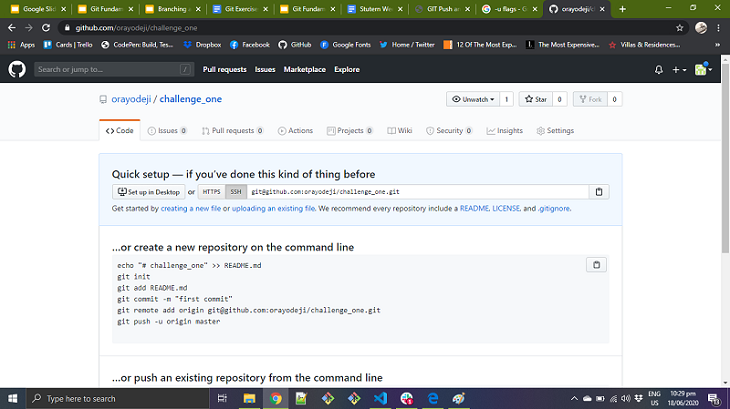 Google Slid
Git Fundam
Branching a
Git Exercise
Git Fundam
Stutern We
GIT Push an
-u flags - G
orayodeji/c
github.com/orayodeji/challenge_one
Apps
Cards | Trello
CodePen: Build, Tes...
Dropbox
Facebook
GitHub
Google Fonts
Home / Twitter
12 Of The Most Exp...
The Most Expensive...
Villas & Residences...
Search or jump to...
/
Pull requests
Issues
Marketplace
Explore
orayodeji / challenge_one
Unwatch
1
Star
0
Fork
0
Code
Issues 0
Pull requests 0
Actions
Projects 0
Wiki
Security 0
Insights
Settings
Quick setup — if you've done this kind of thing before
Set up in Desktop
or
HTTPS
SSH
git@github.com:orayodeji/challenge_one.git
Get started by creating a new file or uploading an existing file. We recommend every repository include a README, LICENSE, and .gitignore.
...or create a new repository on the command line
echo "# challenge_one" >> README.md
git init
git add README.md
git commit -m "first commit"
git remote add origin git@github.com:orayodeji/challenge_one.git
git push -u origin master
...or push an existing repository from the command line
Type here to search
ENG
US
10:29 pm
18/06/2020